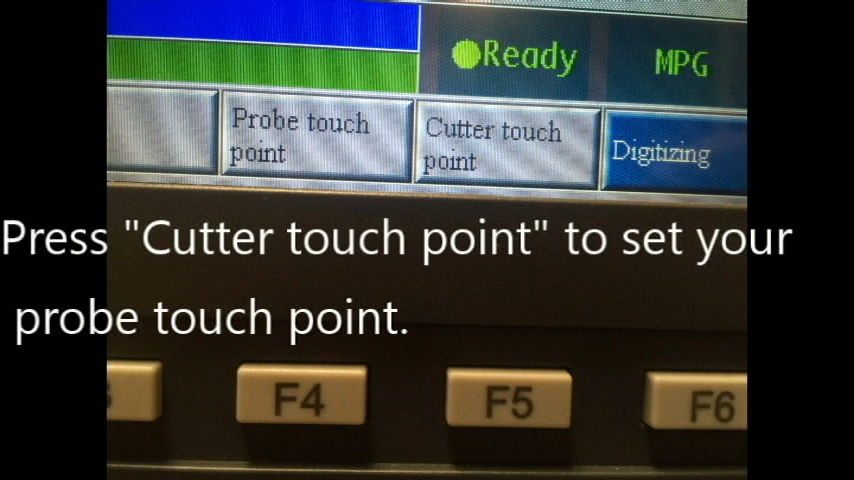 Ready
MPG
Probe touch
point
Cutter touch
point
Digitizing
Press "Cutter touch point" to set your
probe touch point.
F4
F5
F6